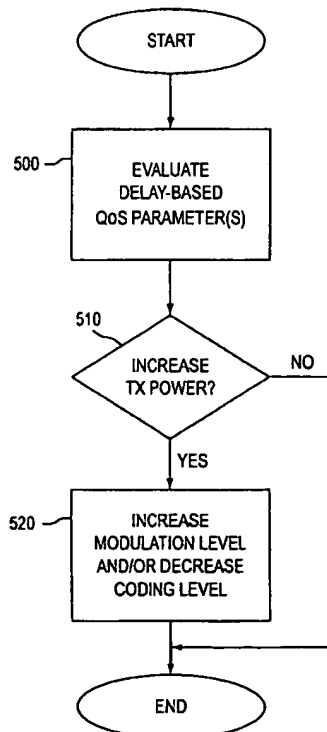 START
500
EVALUATE
DELAY-BASED
QoS PARAMETER(S)
510
INCREASE
TX POWER?
NO
YES
520
INCREASE
MODULATION LEVEL
AND/OR DECREASE
CODING LEVEL
END